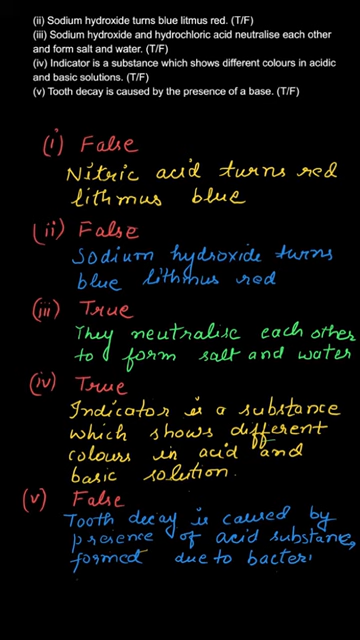 (ii) Sodium hydroxide turns blue litmus red. (T/F)
(iii) Sodium hydroxide and hydrochloric acid neutralise each other
and form salt and water. (T/F)
(iv) Indicator is a substance which shows different colours in acidic
and basic solutions. (T/F)
(v) Tooth decay is caused by the presence of a base. (T/F)
(i) False
Nitric acid turns red
lithmus blue
(ii) False
Sodium hydroxide turns
blue lithmus red
(iii) True
They neutralise each other
to form salt and water
(iv) True
Indicator is a substance
which shows different
colours in acid and
basic solution.
(v) False
Tooth decay is caused by
presence of acid substance,
formed due to bacteri